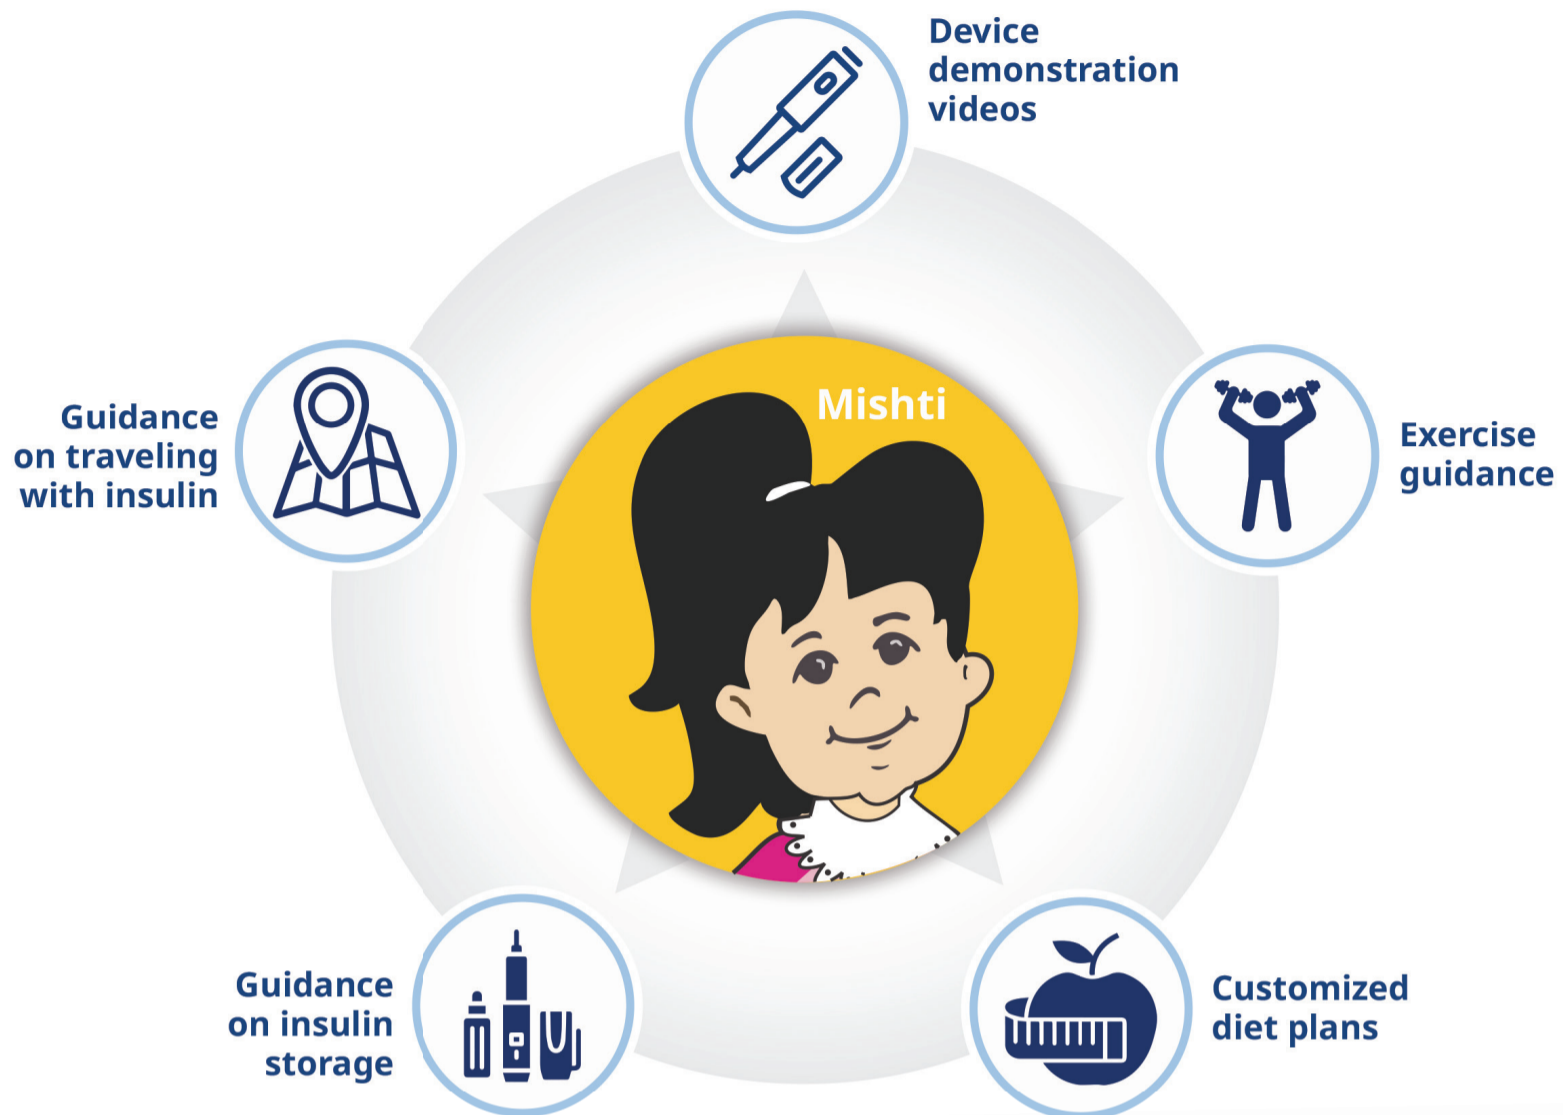 Device
demonstration
videos
Mishti
Exercise
guidance
Guidance
on traveling
with insulin
Guidance
on insulin
storage
Customized
diet plans